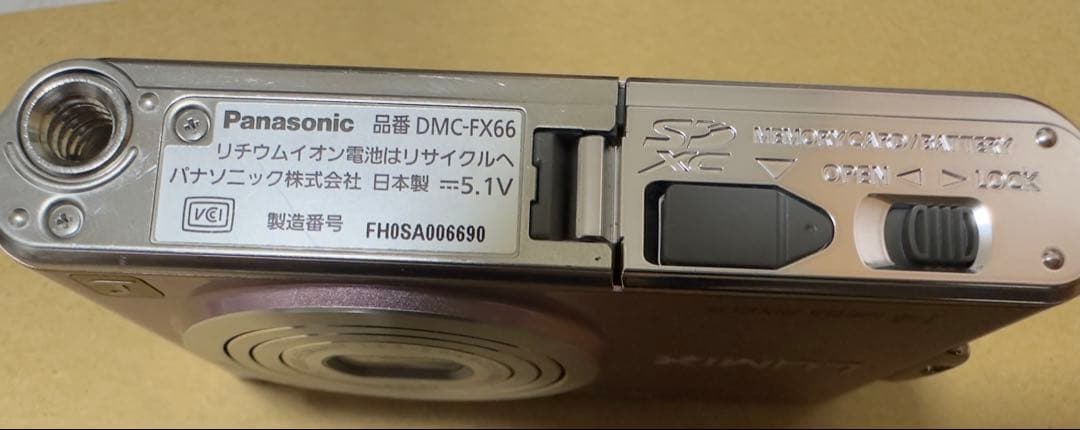 Panasonic 品番 DMC-FX66
リチウムイオン電池はリサイクルへ
パナソニック株式会社 日本製 ⎓5.1V
VCI
製造番号 FH0SA006690
SD
XC
MEMORY CARD/BATTERY
OPEN ◁ ▷ LOCK
LUMIX